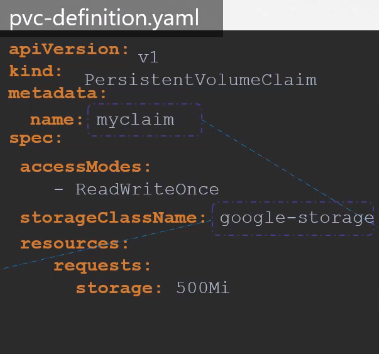 pvc-definition.yaml
apiVersion: v1
kind: PersistentVolumeClaim
metadata:
name: myclaim
spec:
accessModes:
- ReadWriteOnce
storageClassName: google-storage
resources:
requests:
storage: 500Mi